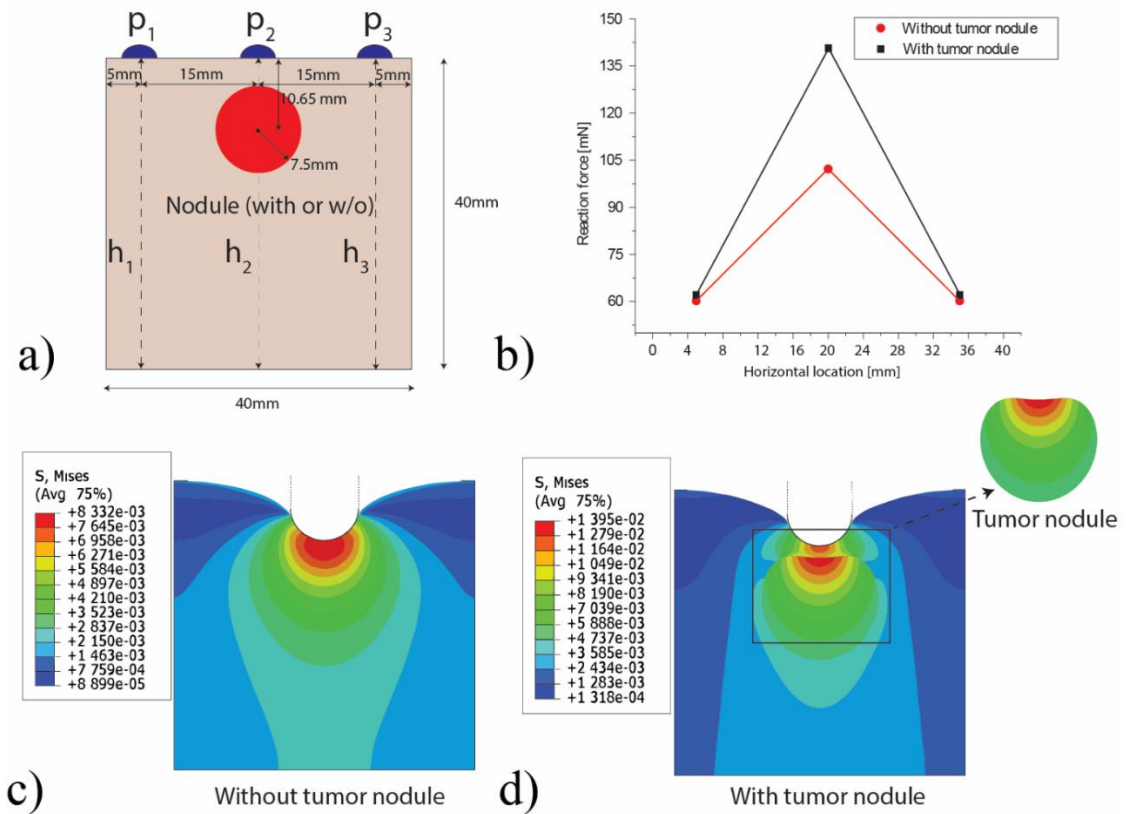 p1
p2
p3
5mm
15mm
15mm
5mm
10.65 mm
7.5mm
Nodule (with or w/o)
40mm
h1
h2
h3
40mm
a)
Without tumor nodule
With tumor nodule
Reaction force [mN]
150
135
120
105
90
75
60
0
4
8
12
16
20
24
28
32
36
40
Horizontal location [mm]
b)
S, Mises
(Avg 75%)
+8 332e-03
+7 645e-03
+6 958e-03
+6 271e-03
+5 584e-03
+4 897e-03
+4 210e-03
+3 523e-03
+2 837e-03
+2 150e-03
+1 463e-03
+7 759e-04
+8 899e-05
c)
Without tumor nodule
S, Mises
(Avg 75%)
+1 395e-02
+1 279e-02
+1 164e-02
+1 049e-02
+9 341e-03
+8 190e-03
+7 039e-03
+5 888e-03
+4 737e-03
+3 585e-03
+2 434e-03
+1 283e-03
+1 318e-04
Tumor nodule
d)
With tumor nodule